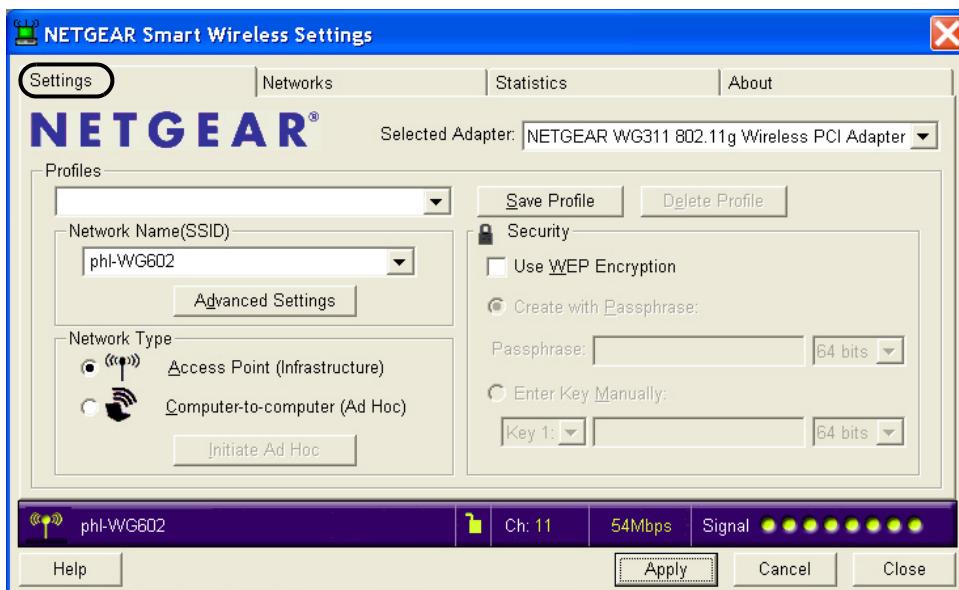 NETGEAR Smart Wireless Settings
Settings
Networks
Statistics
About
NETGEAR®
Selected Adapter: NETGEAR WG311 802.11g Wireless PCI Adapter
Profiles
Save Profile
Delete Profile
Network Name(SSID)
phl-WG602
Advanced Settings
Security
Use WEP Encryption
Create with Passphrase:
Passphrase:
64 bits
Enter Key Manually:
Key 1:
64 bits
Network Type
Access Point (Infrastructure)
Computer-to-computer (Ad Hoc)
Initiate Ad Hoc
phl-WG602
Ch: 11
54Mbps
Signal
Help
Apply
Cancel
Close